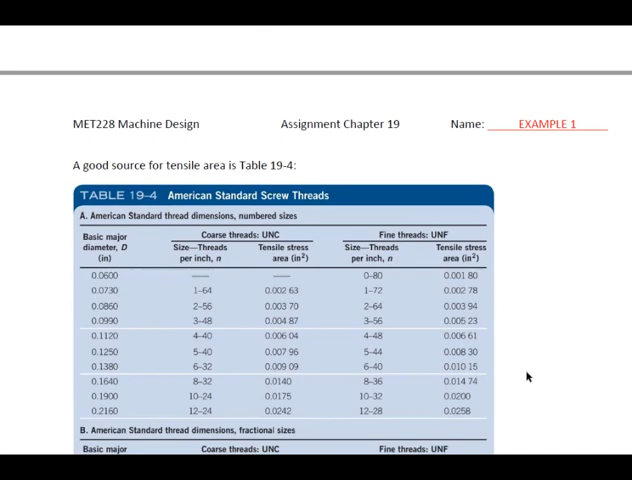 MET228 Machine Design Assignment Chapter 19 Name: EXAMPLE 1
A good source for tensile area is Table 19-4:
TABLE 19–4 American Standard Screw Threads
A. American Standard thread dimensions, numbered sizes
Basic major diameter, D (in) Coarse threads: UNC Fine threads: UNF
Size—Threads per inch, n Tensile stress area (in²) Size—Threads per inch, n Tensile stress area (in²)
0.0600 — — 0–80 0.001 80
0.0730 1–64 0.002 63 1–72 0.002 78
0.0860 2–56 0.003 70 2–64 0.003 94
0.0990 3–48 0.004 87 3–56 0.005 23
0.1120 4–40 0.006 04 4–48 0.006 61
0.1250 5–40 0.007 96 5–44 0.008 30
0.1380 6–32 0.009 09 6–40 0.010 15
0.1640 8–32 0.0140 8–36 0.014 74
0.1900 10–24 0.0175 10–32 0.0200
0.2160 12–24 0.0242 12–28 0.0258
B. American Standard thread dimensions, fractional sizes
Basic major Coarse threads: UNC Fine threads: UNF